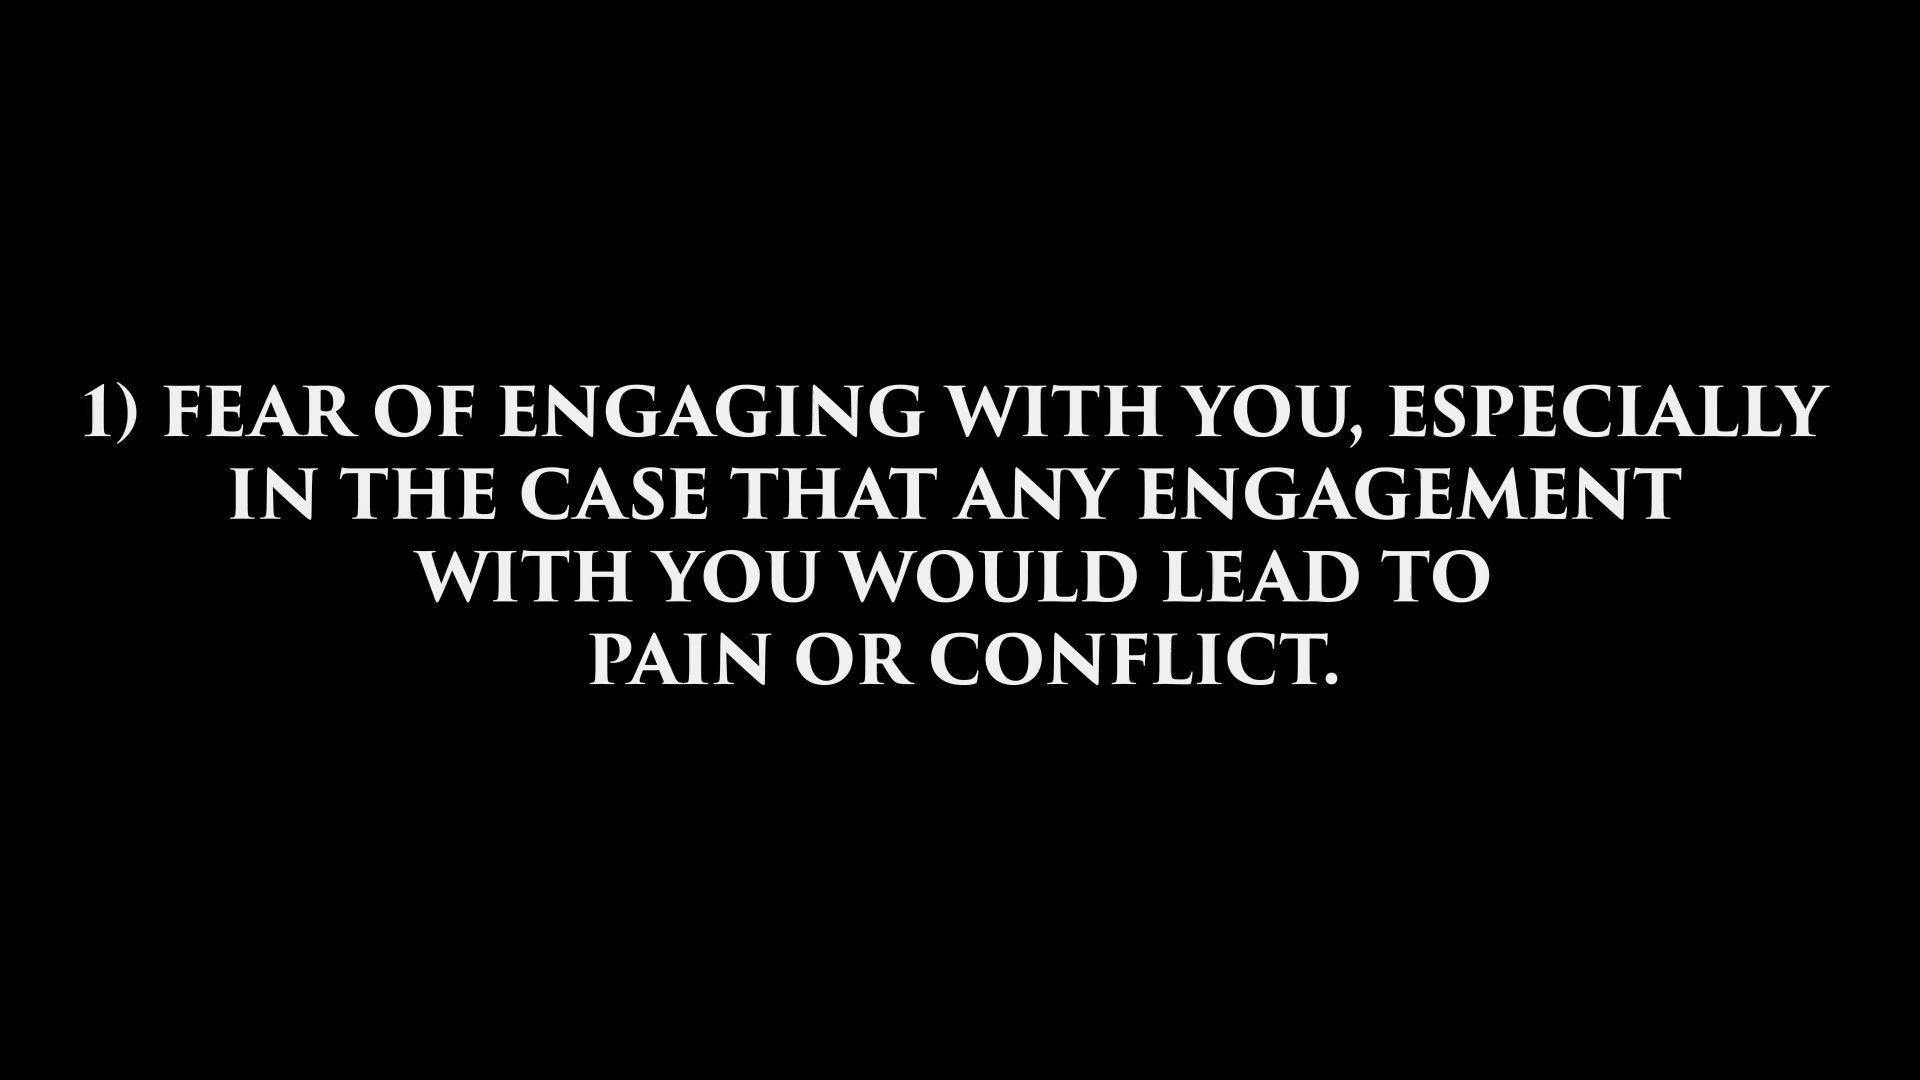 1) FEAR OF ENGAGING WITH YOU, ESPECIALLY
IN THE CASE THAT ANY ENGAGEMENT
WITH YOU WOULD LEAD TO
PAIN OR CONFLICT.